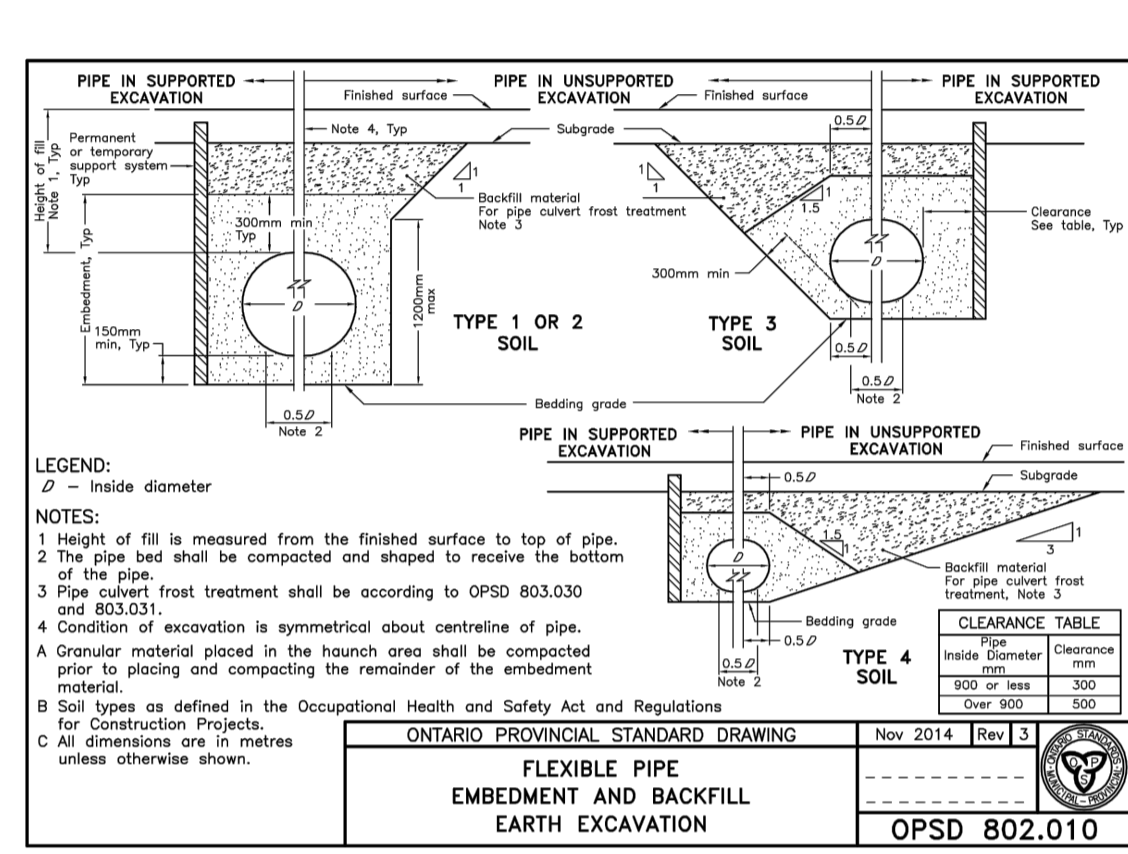 PIPE IN SUPPORTED
EXCAVATION
PIPE IN UNSUPPORTED
EXCAVATION
PIPE IN SUPPORTED
EXCAVATION
Finished surface
Finished surface
Note 4, Typ
Subgrade
0.5D
Height of fill
Note 1, Typ
Permanent
or temporary
support system
Typ
1
1
1
1
Backfill material
For pipe culvert frost treatment
Note 3
1
1.5
Clearance
See table, Typ
300mm min
Typ
Embedment, Typ
D
1200mm
max
150mm
min, Typ
300mm min
D
TYPE 1 OR 2
SOIL
TYPE 3
SOIL
0.5D
0.5D
Note 2
0.5D
Note 2
Bedding grade
PIPE IN SUPPORTED
EXCAVATION
PIPE IN UNSUPPORTED
EXCAVATION
Finished surface
Subgrade
0.5D
1.5
1
1
3
D
Backfill material
For pipe culvert frost
treatment, Note 3
Bedding grade
0.5D
0.5D
Note 2
TYPE 4
SOIL
CLEARANCE TABLE
Pipe
Inside Diameter
mm
Clearance
mm
900 or less 300
Over 900 500
LEGEND:
D – Inside diameter
NOTES:
1 Height of fill is measured from the finished surface to top of pipe.
2 The pipe bed shall be compacted and shaped to receive the bottom
of the pipe.
3 Pipe culvert frost treatment shall be according to OPSD 803.030
and 803.031.
4 Condition of excavation is symmetrical about centreline of pipe.
A Granular material placed in the haunch area shall be compacted
prior to placing and compacting the remainder of the embedment
material.
B Soil types as defined in the Occupational Health and Safety Act and Regulations
for Construction Projects.
C All dimensions are in metres
unless otherwise shown.
ONTARIO PROVINCIAL STANDARD DRAWING
Nov 2014 Rev 3
FLEXIBLE PIPE
EMBEDMENT AND BACKFILL
EARTH EXCAVATION
ONTARIO STANDARDS
MUNICIPAL – PROVINCIAL
OPS
OPSD 802.010